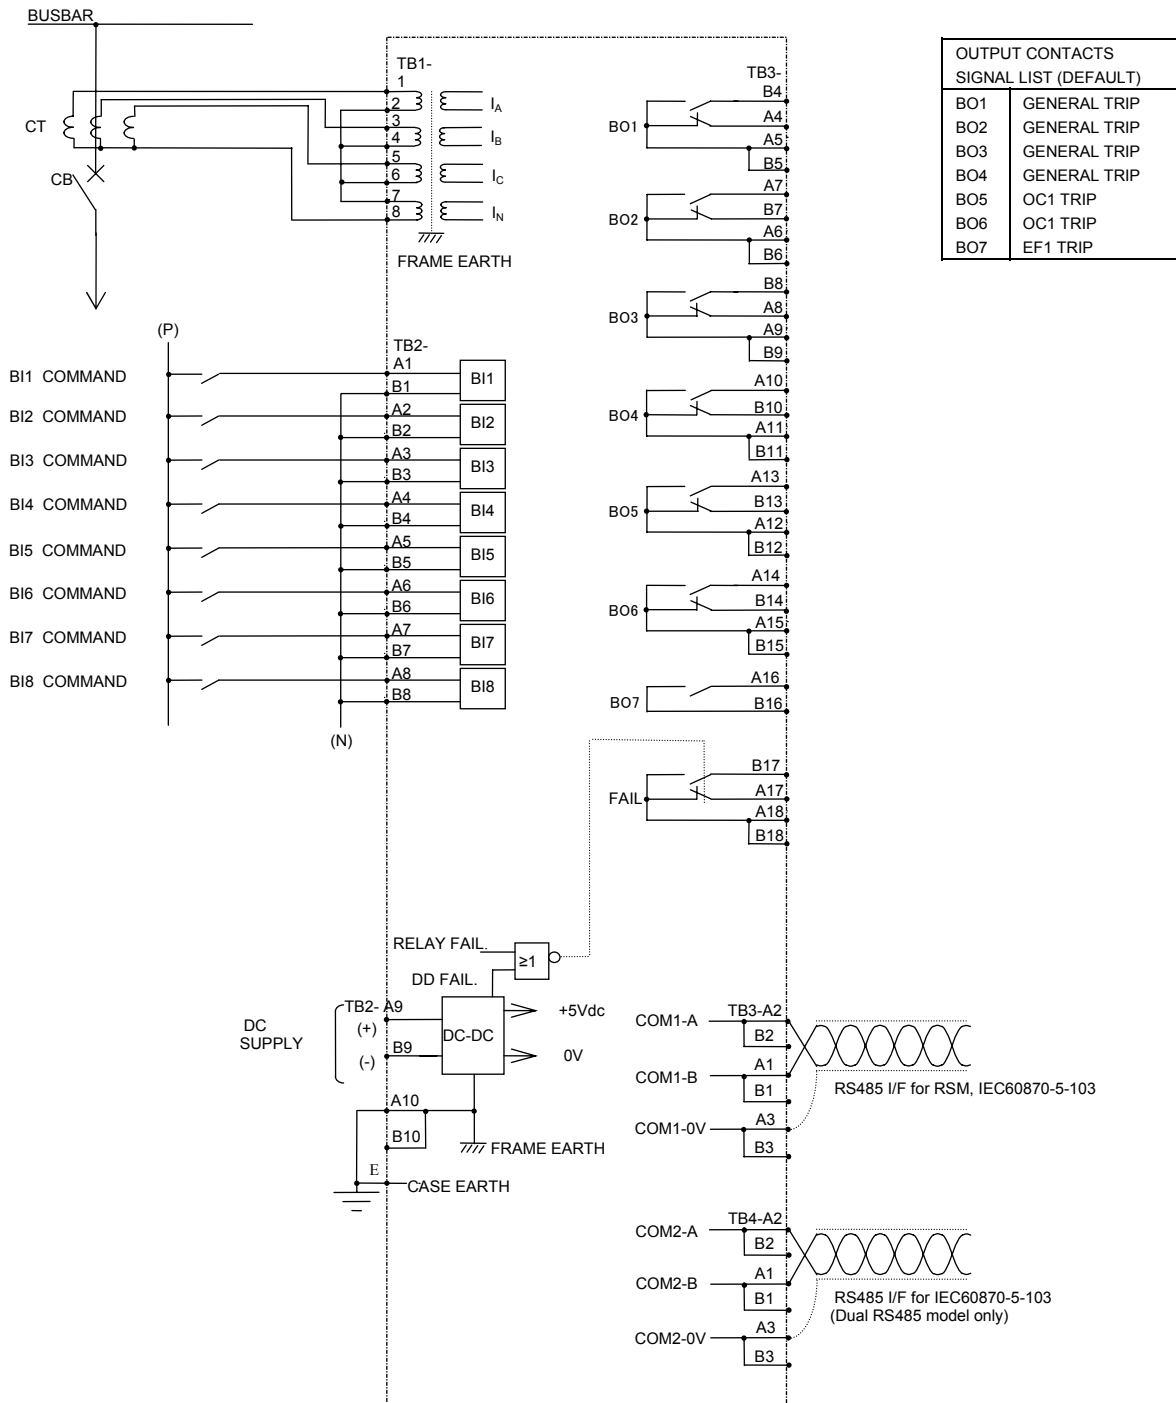 BUSBAR
CT
CB
TB1-
1
2
3
4
5
6
7
8
IA
IB
IC
IN
FRAME EARTH
(P)
BI1 COMMAND
BI2 COMMAND
BI3 COMMAND
BI4 COMMAND
BI5 COMMAND
BI6 COMMAND
BI7 COMMAND
BI8 COMMAND
TB2-
A1
B1
BI1
A2
B2
BI2
A3
B3
BI3
A4
B4
BI4
A5
B5
BI5
A6
B6
BI6
A7
B7
BI7
A8
B8
BI8
(N)
TB3-
BO1
B4
A4
A5
B5
BO2
A7
B7
A6
B6
BO3
B8
A8
A9
B9
BO4
A10
B10
A11
B11
BO5
A13
B13
A12
B12
BO6
A14
B14
A15
B15
BO7
A16
B16
FAIL
B17
A17
A18
B18
OUTPUT CONTACTS
SIGNAL LIST (DEFAULT)
BO1 GENERAL TRIP
BO2 GENERAL TRIP
BO3 GENERAL TRIP
BO4 GENERAL TRIP
BO5 OC1 TRIP
BO6 OC1 TRIP
BO7 EF1 TRIP
RELAY FAIL.
≥1
DD FAIL.
DC
SUPPLY
TB2- A9
(+)
B9
(-)
DC-DC
+5Vdc
0V
A10
B10
FRAME EARTH
E
CASE EARTH
COM1-A
TB3-A2
B2
COM1-B
A1
B1
COM1-0V
A3
B3
RS485 I/F for RSM, IEC60870-5-103
COM2-A
TB4-A2
B2
COM2-B
A1
B1
COM2-0V
A3
B3
RS485 I/F for IEC60870-5-103
(Dual RS485 model only)